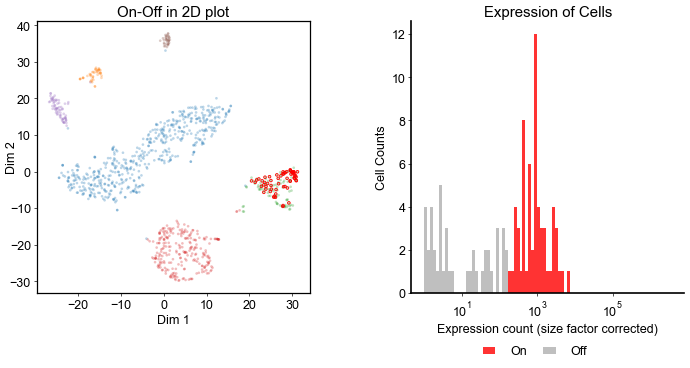 On-Off in 2D plot
40
30
20
10
0
−10
−20
−30
Dim 2
−20 −10 0 10 20 30
Dim 1
Expression of Cells
12
10
8
6
4
2
0
Cell Counts
10^1 10^3 10^5
Expression count (size factor corrected)
On Off